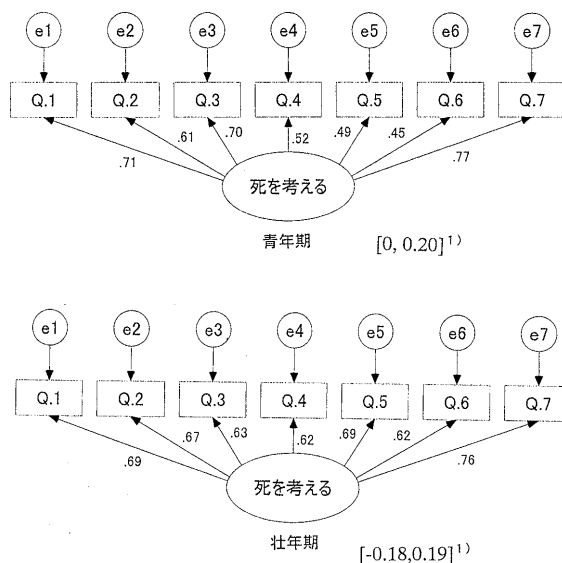 e1 e2 e3 e4 e5 e6 e7
Q.1 Q.2 Q.3 Q.4 Q.5 Q.6 Q.7
.71 .61 .70 .52 .49 .45 .77
死を考える
青年期 [0, 0.20]¹⁾
e1 e2 e3 e4 e5 e6 e7
Q.1 Q.2 Q.3 Q.4 Q.5 Q.6 Q.7
.69 .67 .63 .62 .69 .62 .76
死を考える
壮年期 [-0.18,0.19]¹⁾